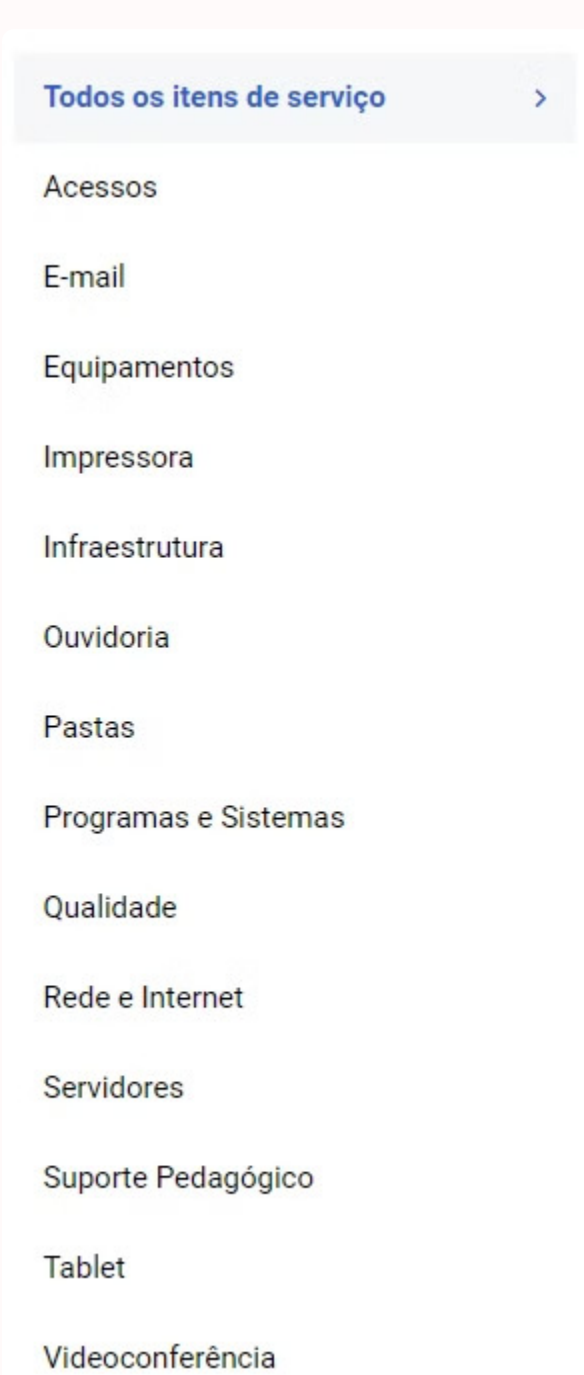 Todos os itens de serviço
Acessos
E-mail
Equipamentos
Impressora
Infraestrutura
Ouvidoria
Pastas
Programas e Sistemas
Qualidade
Rede e Internet
Servidores
Suporte Pedagógico
Tablet
Videoconferência